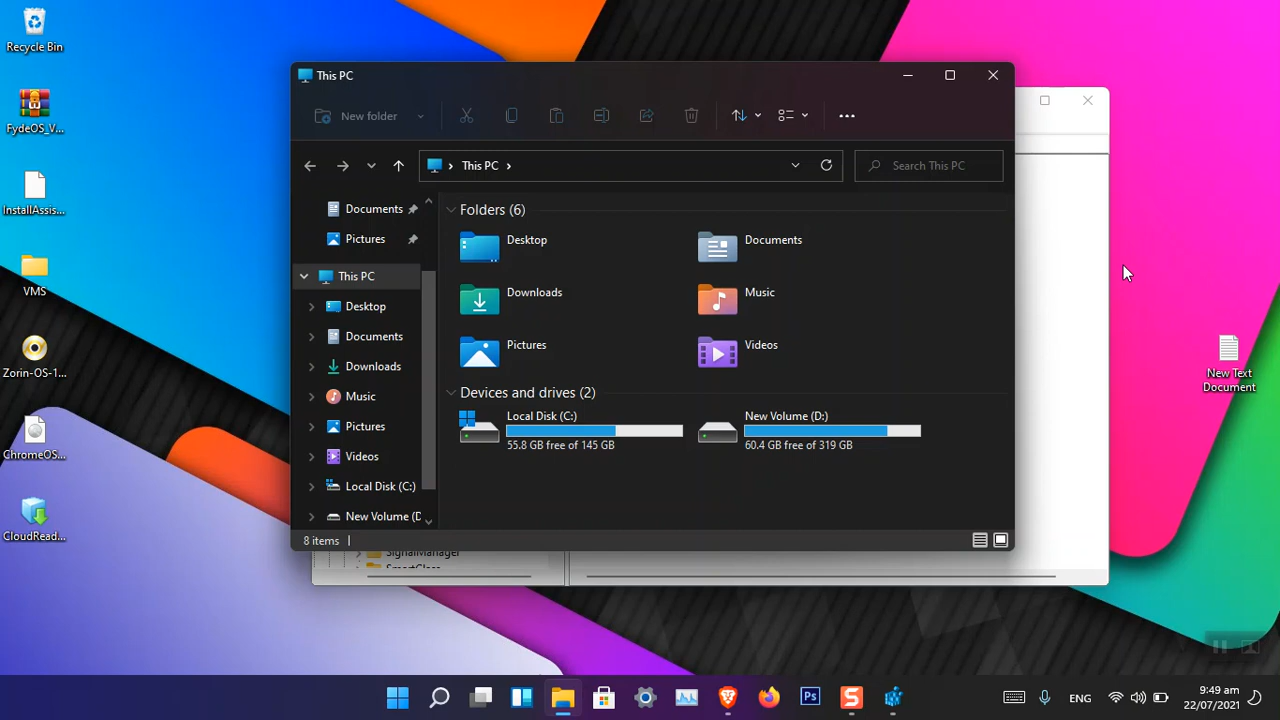 Recycle Bin
FydeOS_V...
InstallAssis...
VMS
Zorin-OS-1...
ChromeOS...
CloudRead...
This PC
New folder
This PC
Search This PC
Documents
Pictures
This PC
Desktop
Documents
Downloads
Music
Pictures
Videos
Local Disk (C:)
New Volume (D
Folders (6)
Desktop
Documents
Downloads
Music
Pictures
Videos
Devices and drives (2)
Local Disk (C:)
55.8 GB free of 145 GB
New Volume (D:)
60.4 GB free of 319 GB
8 items
SignalManager
SmartGlass
New Text
Document
Ps
S
ENG
9:49 am
22/07/2021